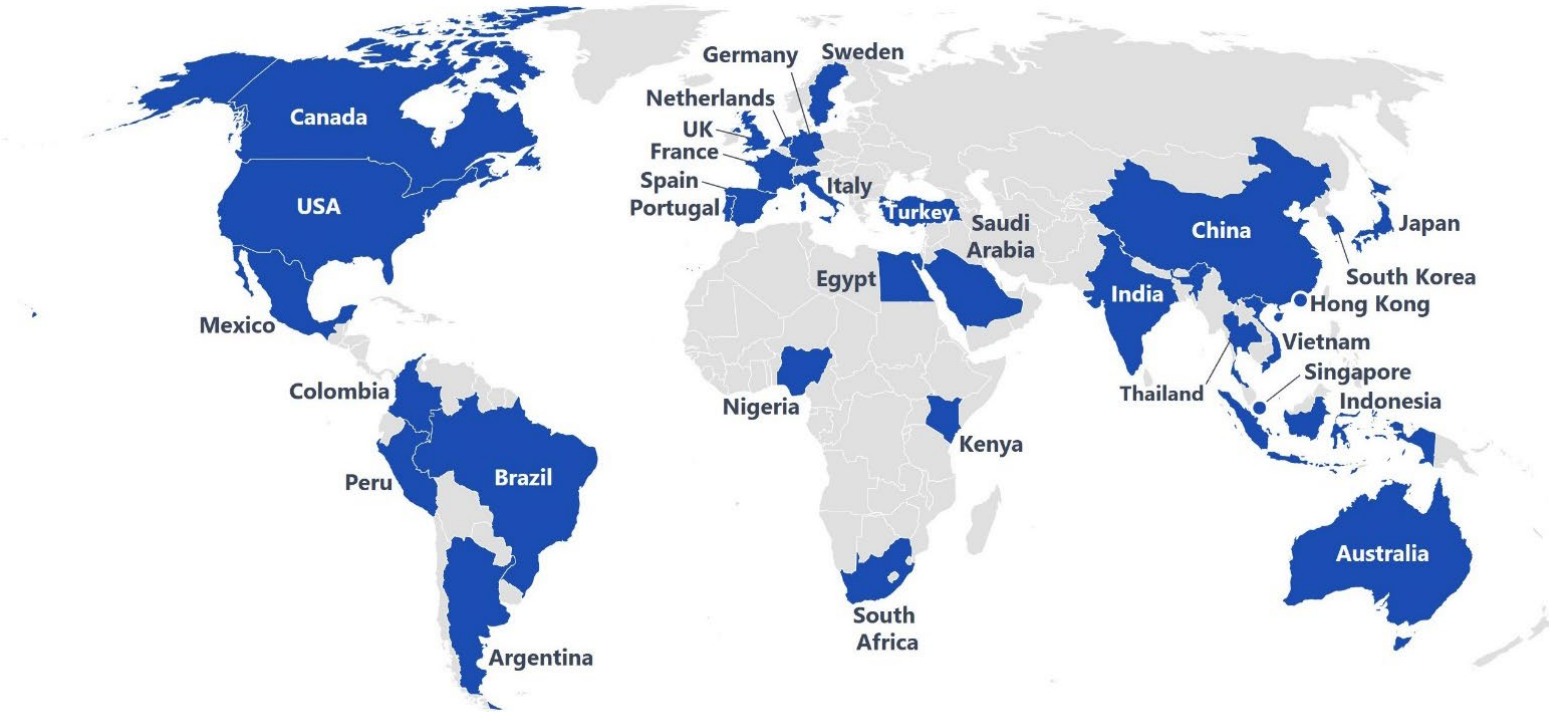 Canada
USA
Mexico
Colombia
Peru
Brazil
Argentina
Germany
Sweden
Netherlands
UK
France
Spain
Portugal
Italy
Turkey
Saudi
Arabia
Egypt
Nigeria
Kenya
South
Africa
China
Japan
South Korea
Hong Kong
India
Vietnam
Thailand
Singapore
Indonesia
Australia